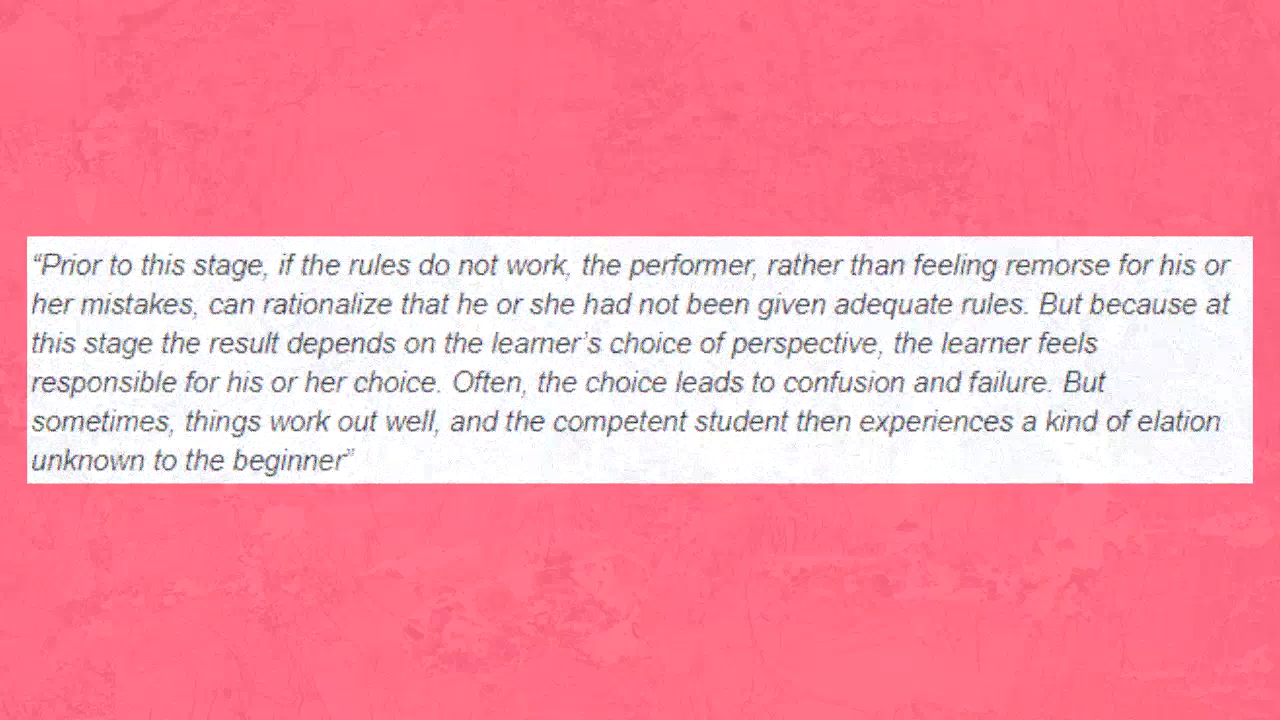 “Prior to this stage, if the rules do not work, the performer, rather than feeling remorse for his or
her mistakes, can rationalize that he or she had not been given adequate rules. But because at
this stage the result depends on the learner’s choice of perspective, the learner feels
responsible for his or her choice. Often, the choice leads to confusion and failure. But
sometimes, things work out well, and the competent student then experiences a kind of elation
unknown to the beginner”